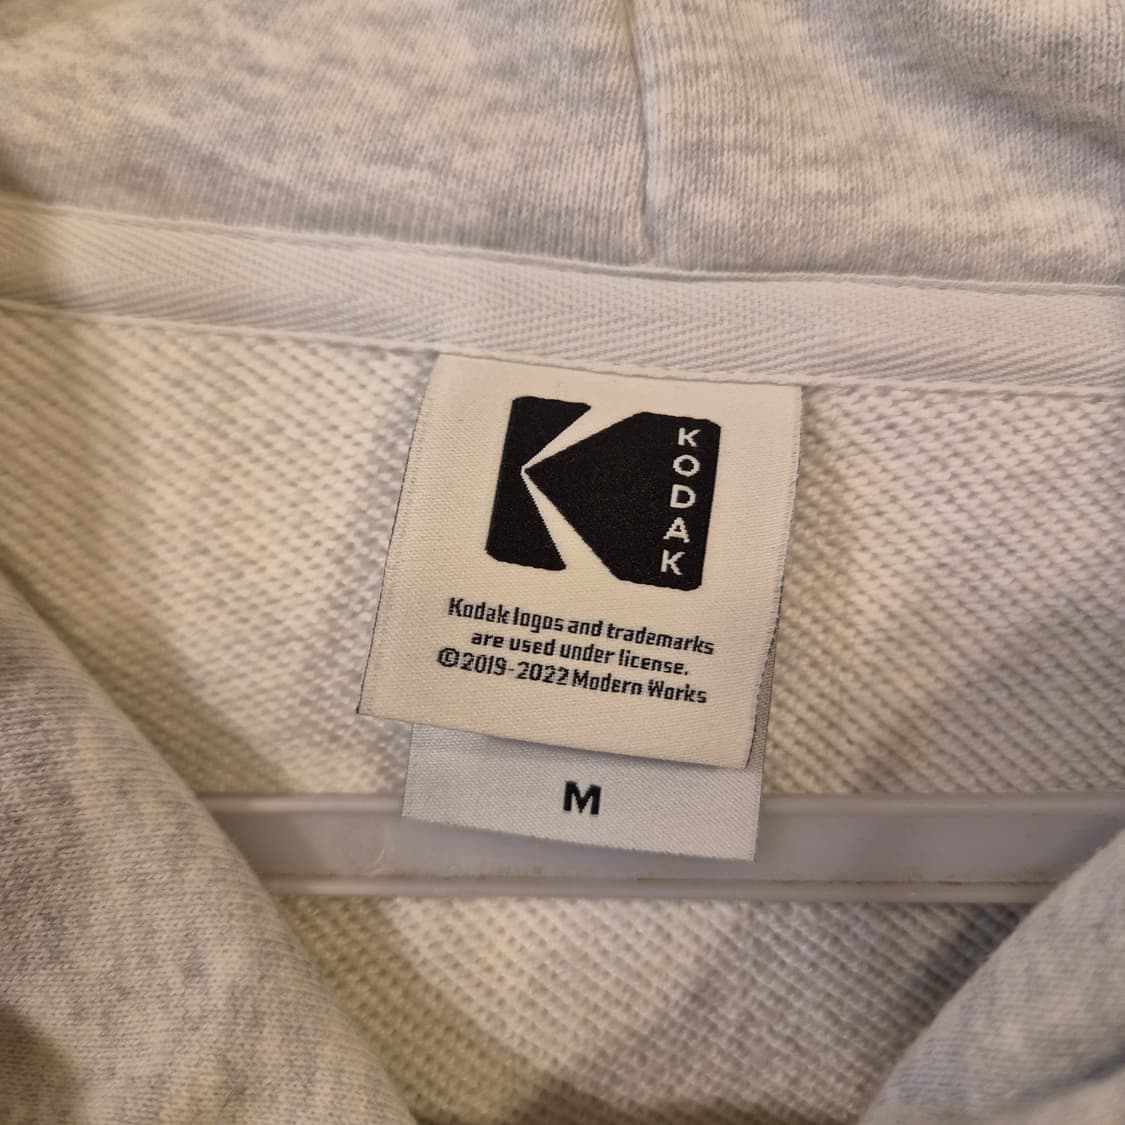 KODAK
Kodak logos and trademarks
are used under license.
©2019-2022 Modern Works
M